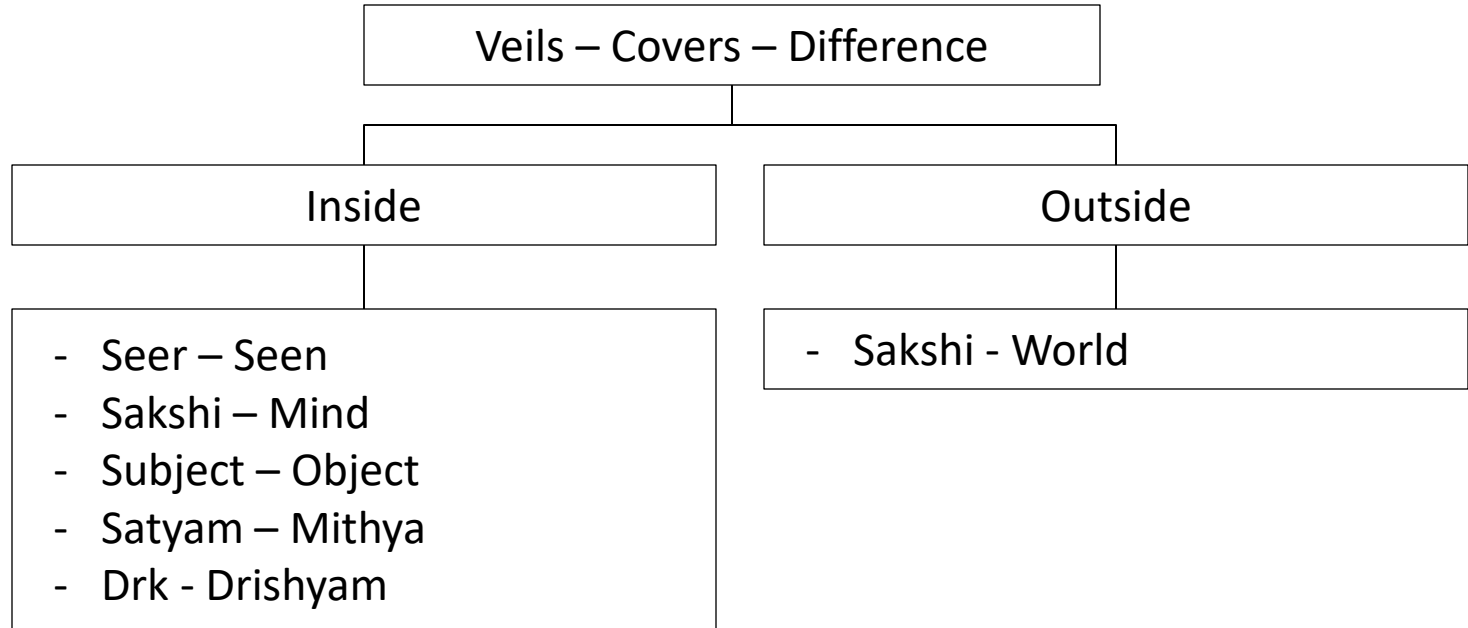 Veils – Covers – Difference
Inside
Outside
- Seer – Seen
- Sakshi – Mind
- Subject – Object
- Satyam – Mithya
- Drk - Drishyam
- Sakshi - World